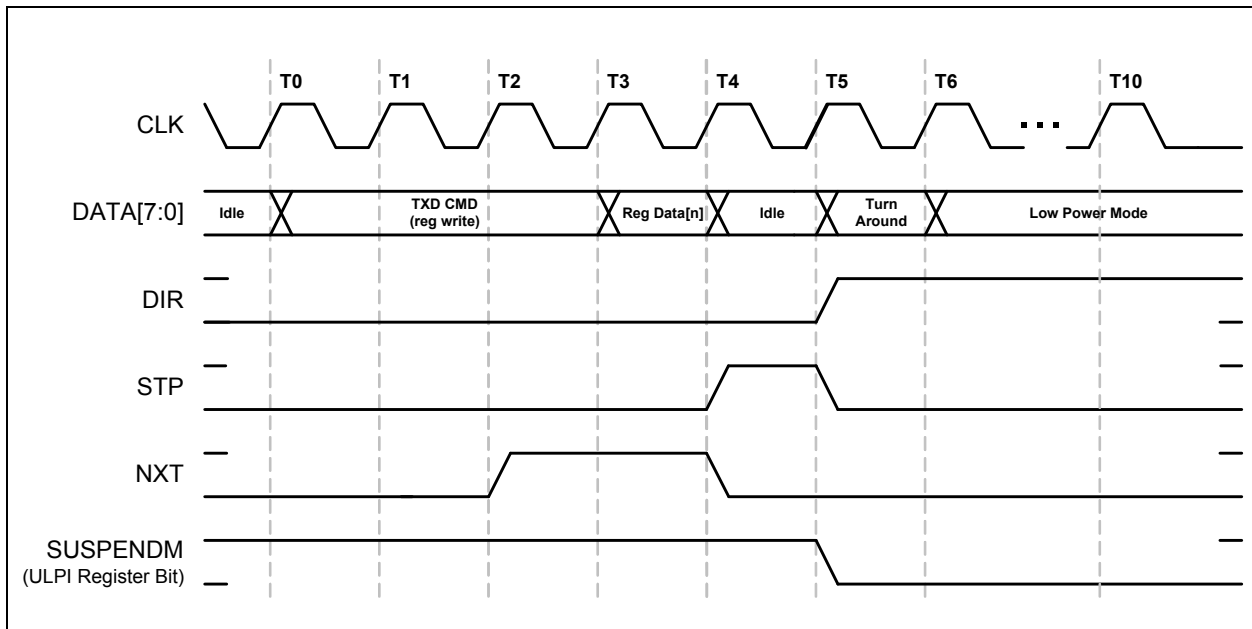 T0 T1 T2 T3 T4 T5 T6 T10
CLK
DATA[7:0] Idle TXD CMD (reg write) Reg Data[n] Idle Turn Around Low Power Mode
DIR
STP
NXT
SUSPENDM
(ULPI Register Bit)